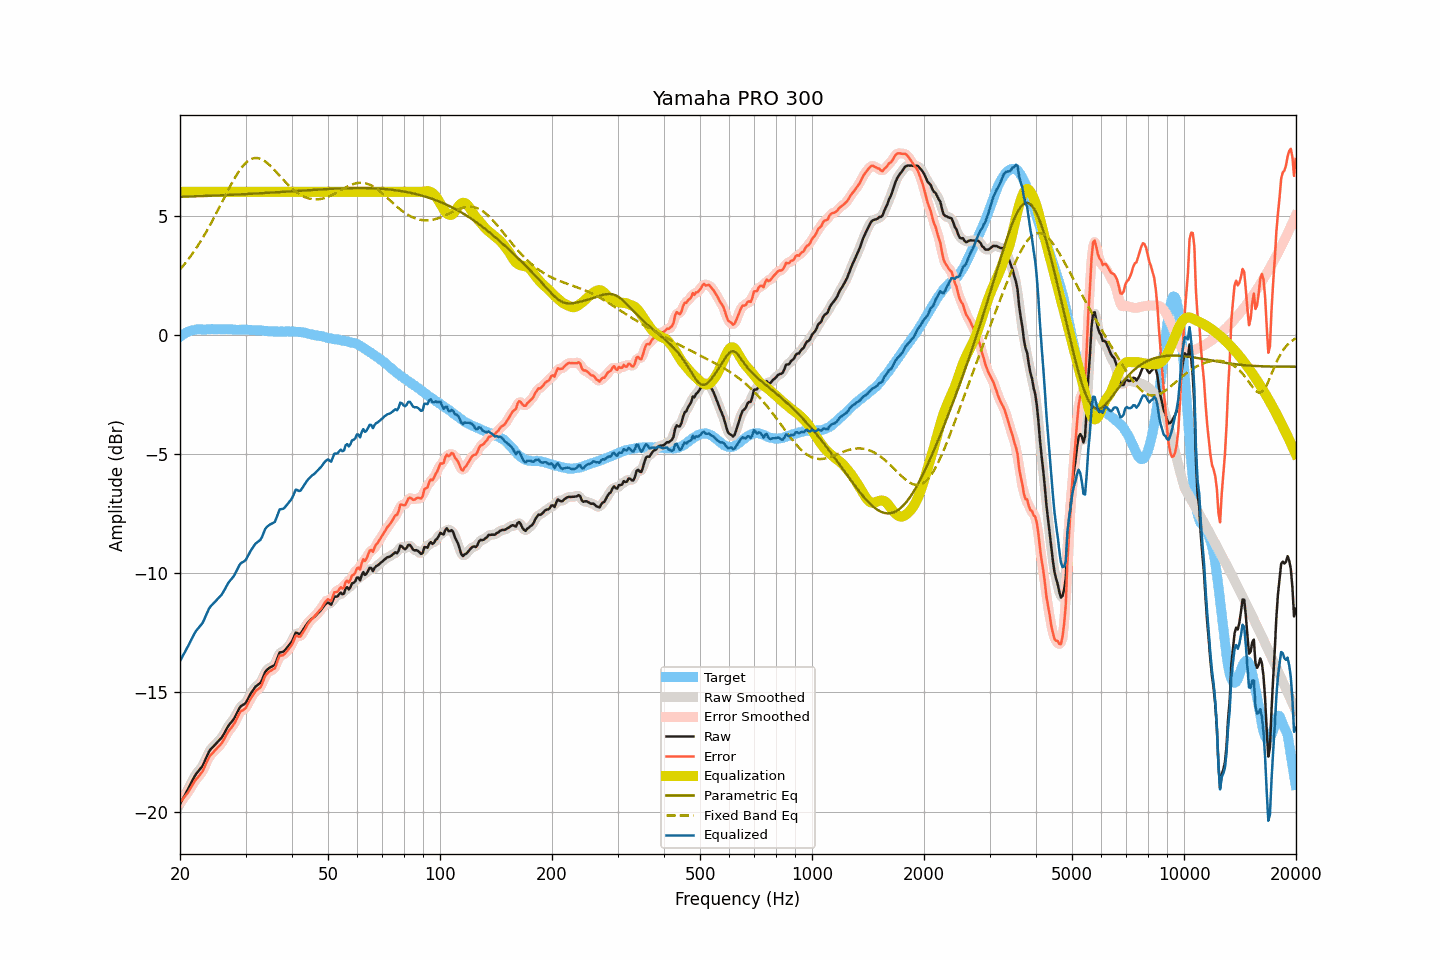 Yamaha PRO 300
Amplitude (dBr)
5
0
−5
−10
−15
−20
Target
Raw Smoothed
Error Smoothed
Raw
Error
Equalization
Parametric Eq
Fixed Band Eq
Equalized
20 50 100 200 500 1000 2000 5000 10000 20000
Frequency (Hz)